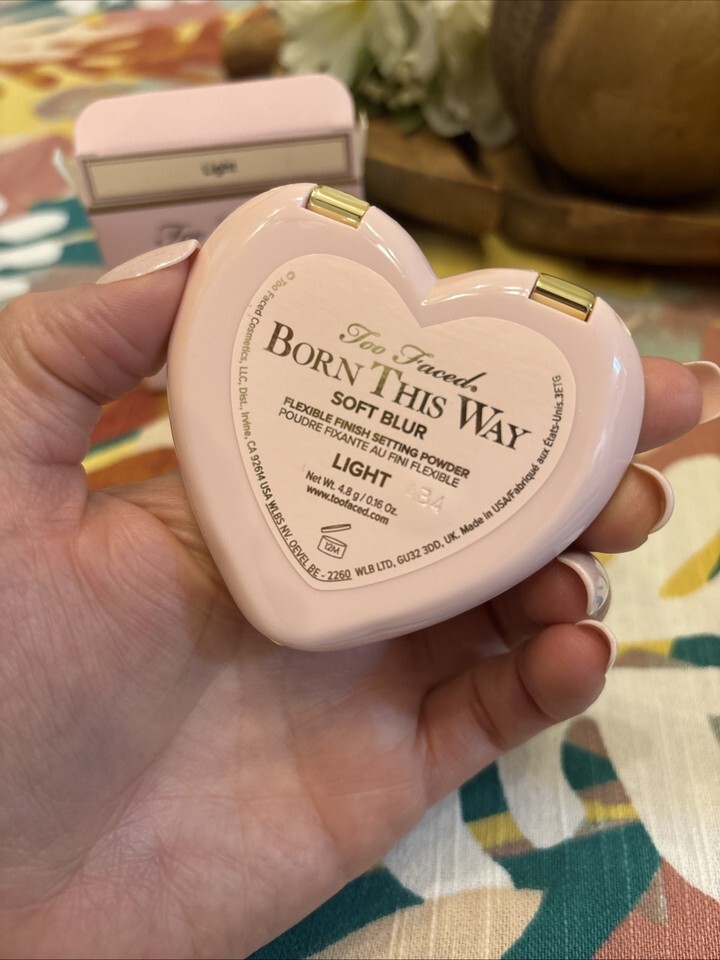 Light
Too Faced
BORN THIS WAY
SOFT BLUR
FLEXIBLE FINISH SETTING POWDER
POUDRE FIXANTE AU FINI FLEXIBLE
LIGHT
Net Wt. 4.8 g / 0.16 Oz.
www.toofaced.com
12M
© Too Faced Cosmetics, LLC, Dist., Irvine, CA 92614 USA WLBS NV, OEVEL BE - 2260 WLB LTD, GU32 3DD, UK. Made in USA/Fabriqué aux États-Unis.